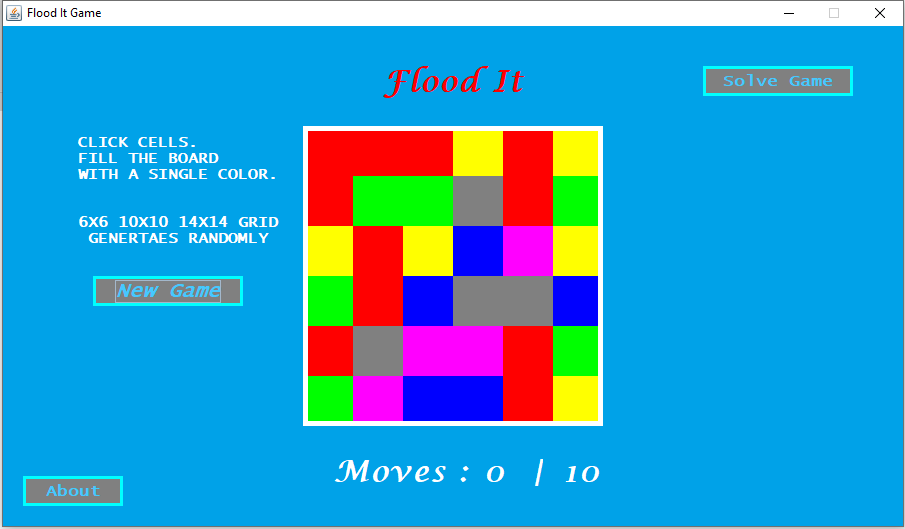 Flood It Game
Flood It
Solve Game
CLICK CELLS.
FILL THE BOARD
WITH A SINGLE COLOR.
6X6 10X10 14X14 GRID
GENERTAES RANDOMLY
New Game
Moves : 0 | 10
About